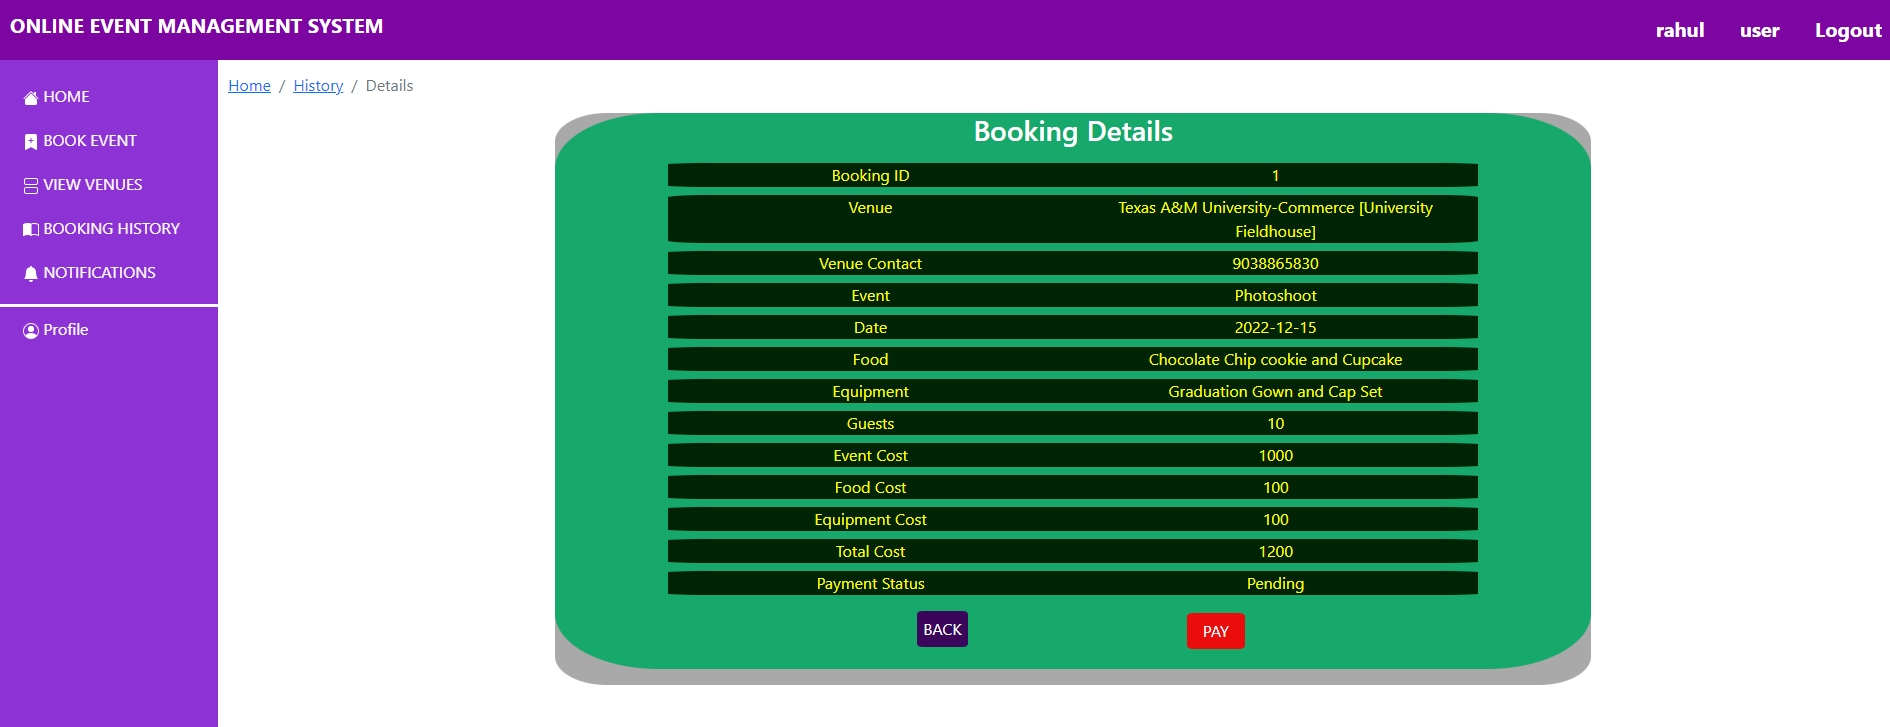 ONLINE EVENT MANAGEMENT SYSTEM
rahul user Logout
HOME
BOOK EVENT
VIEW VENUES
BOOKING HISTORY
NOTIFICATIONS
Profile
Home / History / Details
Booking Details
Booking ID 1
Venue Texas A&M University-Commerce [University
Fieldhouse]
Venue Contact 9038865830
Event Photoshoot
Date 2022-12-15
Food Chocolate Chip cookie and Cupcake
Equipment Graduation Gown and Cap Set
Guests 10
Event Cost 1000
Food Cost 100
Equipment Cost 100
Total Cost 1200
Payment Status Pending
BACK PAY